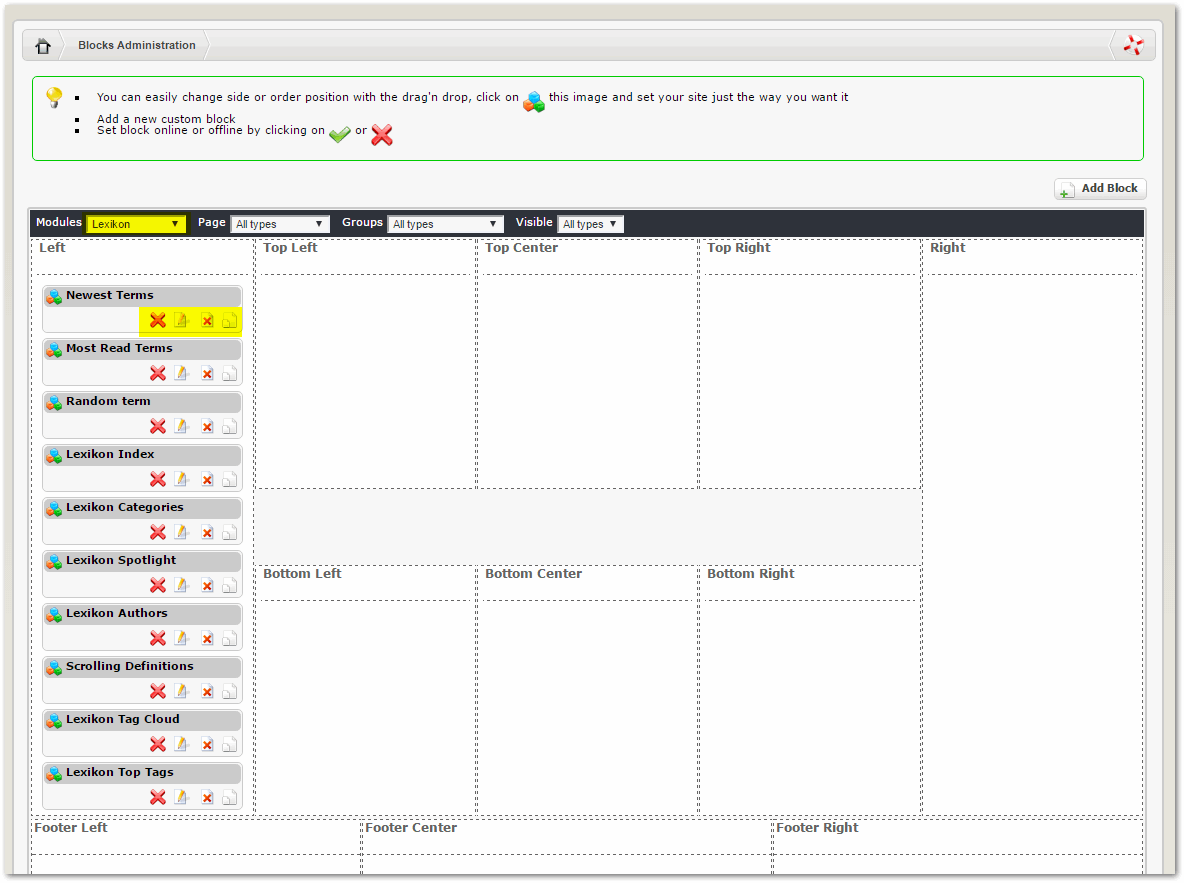 Blocks Administration
You can easily change side or order position with the drag'n drop, click on this image and set your site just the way you want it
Add a new custom block
Set block online or offline by clicking on or
Add Block
Modules Lexikon Page All types Groups All types Visible All types
Left Top Left Top Center Top Right Right
Newest Terms
Most Read Terms
Random term
Lexikon Index
Lexikon Categories
Lexikon Spotlight
Bottom Left Bottom Center Bottom Right
Lexikon Authors
Scrolling Definitions
Lexikon Tag Cloud
Lexikon Top Tags
Footer Left Footer Center Footer Right